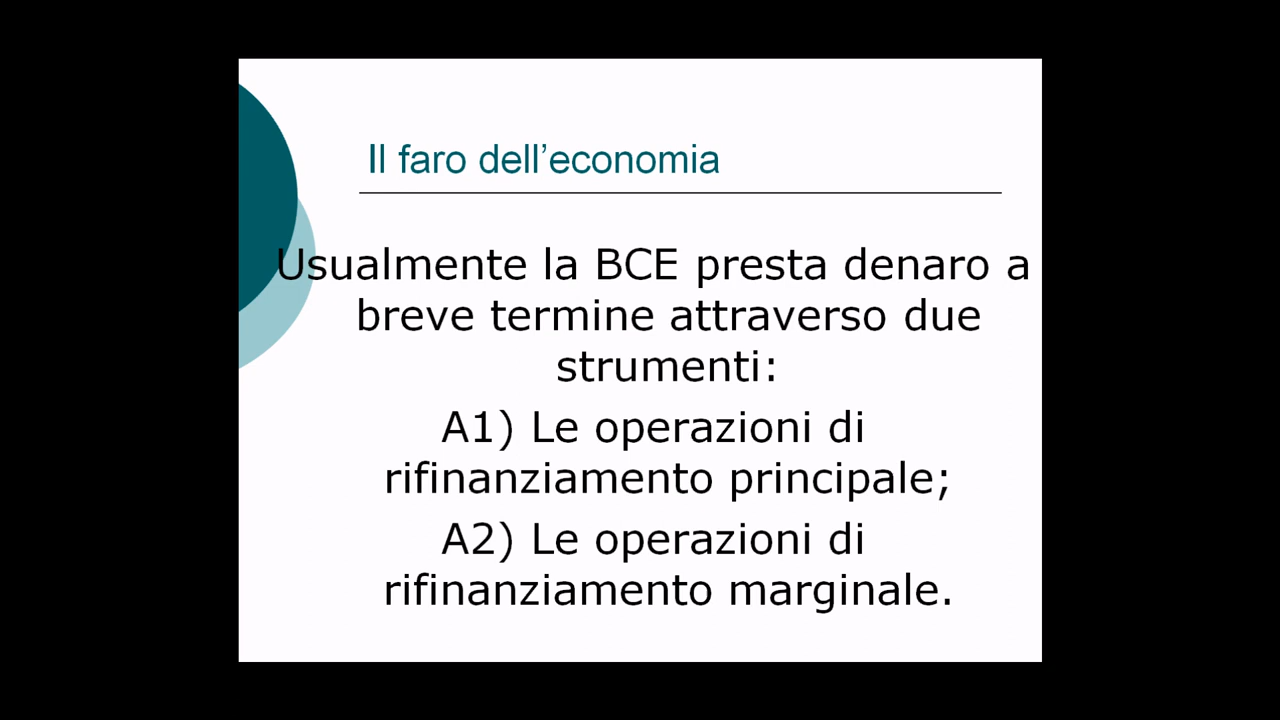 Il faro dell’economia
Usualmente la BCE presta denaro a
breve termine attraverso due
strumenti:
A1) Le operazioni di
rifinanziamento principale;
A2) Le operazioni di
rifinanziamento marginale.